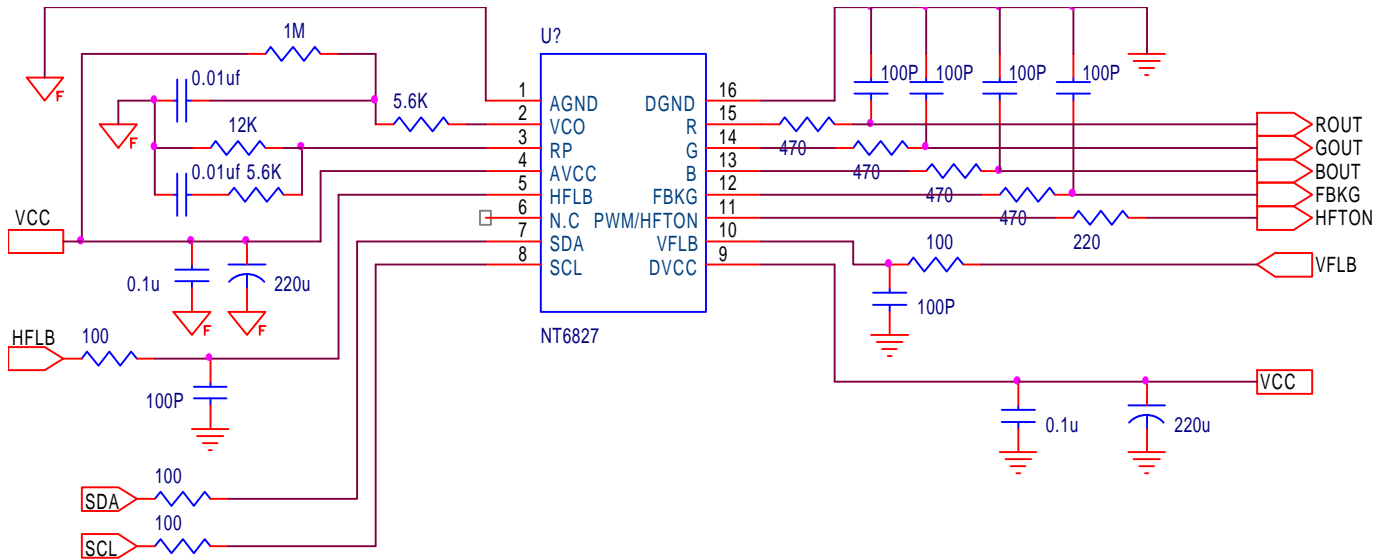 U?
1M
0.01uf
5.6K
12K
0.01uf
5.6K
F
F
VCC
0.1u
220u
F
F
HFLB
100
100P
100
SDA
100
SCL
1 AGND
2 VCO
3 RP
4 AVCC
5 HFLB
6 N.C
7 SDA
8 SCL
DGND 16
R 15
G 14
B 13
FBKG 12
PWM/HFTON 11
VFLB 10
DVCC 9
NT6827
100P
100P
100P
100P
470
470
470
470
220
100
100P
ROUT
GOUT
BOUT
FBKG
HFTON
VFLB
VCC
0.1u
220u